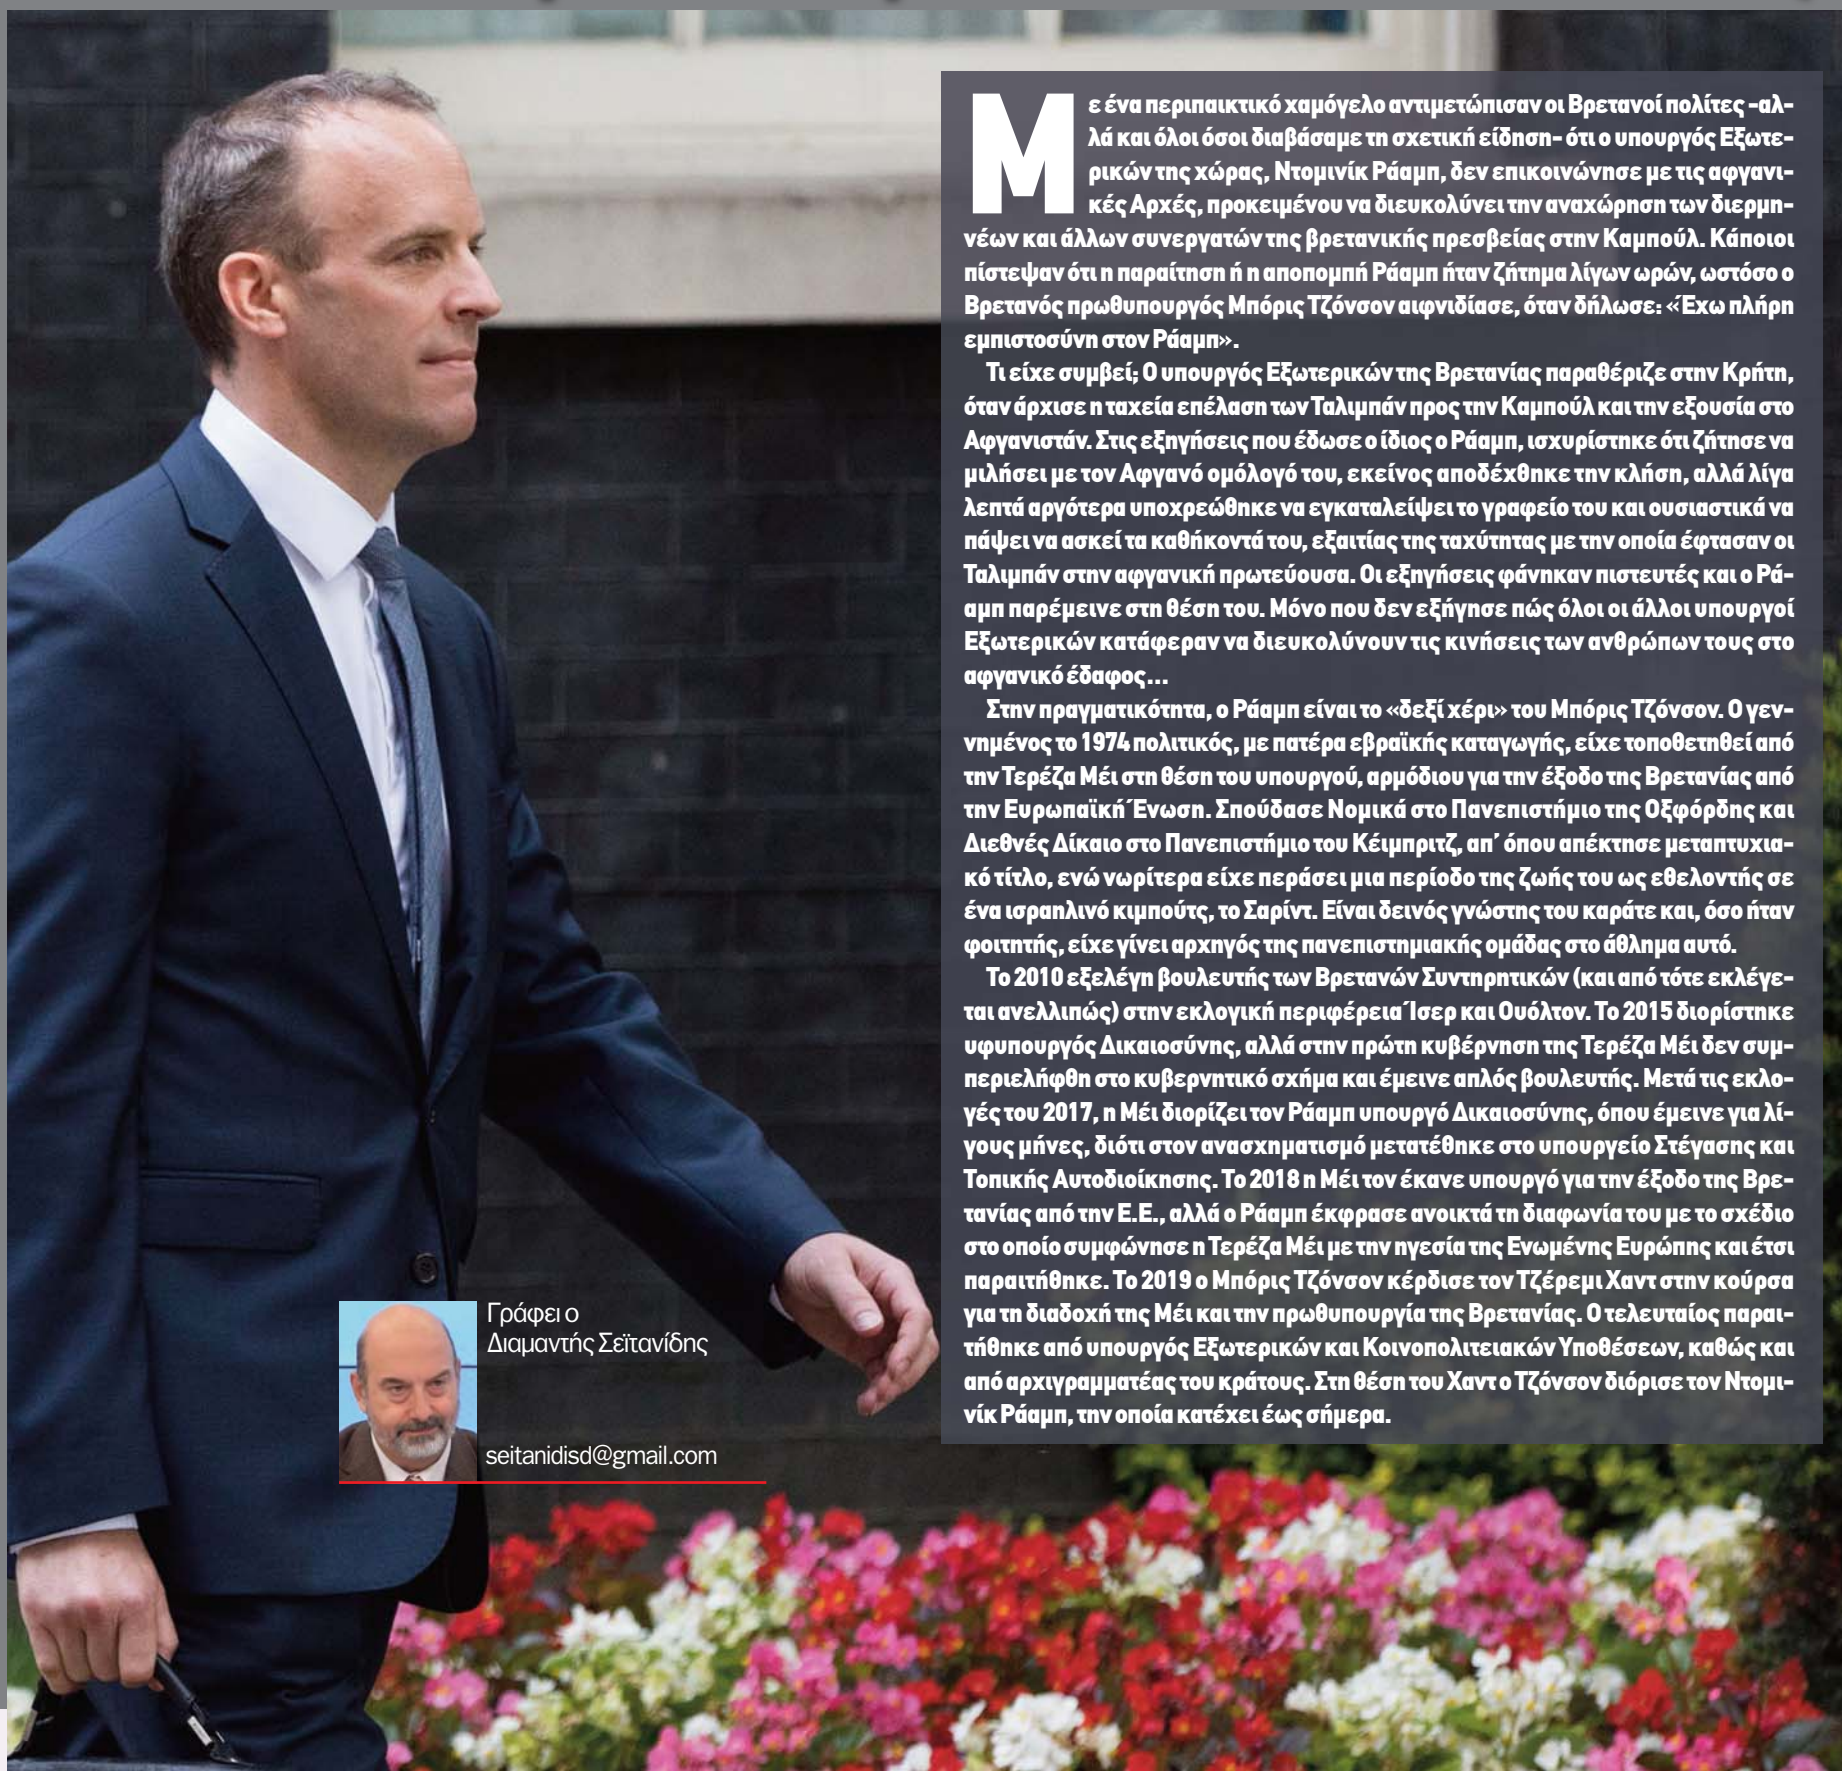 Με ένα περιπαικτικό χαμόγελο αντιμετώπισαν οι Βρετανοί πολίτες -αλ-
λά και όλοι όσοι διαβάσαμε τη σχετική είδηση- ότι ο υπουργός Εξωτε-
ρικών της χώρας, Ντομινίκ Ράαμπ, δεν επικοινώνησε με τις αφγανι-
κές Αρχές, προκειμένου να διευκολύνει την αναχώρηση των διερμη-
νέων και άλλων συνεργατών της βρετανικής πρεσβείας στην Καμπούλ. Κάποιοι
πίστεψαν ότι η παραίτηση ή η αποπομπή Ράαμπ ήταν ζήτημα λίγων ωρών, ωστόσο ο
Βρετανός πρωθυπουργός Μπόρις Τζόνσον αιφνιδίασε, όταν δήλωσε: «Έχω πλήρη
εμπιστοσύνη στον Ράαμπ».
Τι είχε συμβεί; Ο υπουργός Εξωτερικών της Βρετανίας παραθέριζε στην Κρήτη,
όταν άρχισε η ταχεία επέλαση των Ταλιμπάν προς την Καμπούλ και την εξουσία στο
Αφγανιστάν. Στις εξηγήσεις που έδωσε ο ίδιος ο Ράαμπ, ισχυρίστηκε ότι ζήτησε να
μιλήσει με τον Αφγανό ομόλογό του, εκείνος αποδέχθηκε την κλήση, αλλά λίγα
λεπτά αργότερα υποχρεώθηκε να εγκαταλείψει το γραφείο του και ουσιαστικά να
πάψει να ασκεί τα καθήκοντά του, εξαιτίας της ταχύτητας με την οποία έφτασαν οι
Ταλιμπάν στην αφγανική πρωτεύουσα. Οι εξηγήσεις φάνηκαν πιστευτές και ο Ρά-
αμπ παρέμεινε στη θέση του. Μόνο που δεν εξήγησε πώς όλοι οι άλλοι υπουργοί
Εξωτερικών κατάφεραν να διευκολύνουν τις κινήσεις των ανθρώπων τους στο
αφγανικό έδαφος...
Στην πραγματικότητα, ο Ράαμπ είναι το «δεξί χέρι» του Μπόρις Τζόνσον. Ο γεν-
νημένος το 1974 πολιτικός, με πατέρα εβραϊκής καταγωγής, είχε τοποθετηθεί από
την Τερέζα Μέι στη θέση του υπουργού, αρμόδιου για την έξοδο της Βρετανίας από
την Ευρωπαϊκή Ένωση. Σπούδασε Νομικά στο Πανεπιστήμιο της Οξφόρδης και
Διεθνές Δίκαιο στο Πανεπιστήμιο του Κέιμπριτζ, απ' όπου απέκτησε μεταπτυχια-
κό τίτλο, ενώ νωρίτερα είχε περάσει μια περίοδο της ζωής του ως εθελοντής σε
ένα ισραηλινό κιμπούτς, το Σαρίντ. Είναι δεινός γνώστης του καράτε και, όσο ήταν
φοιτητής, είχε γίνει αρχηγός της πανεπιστημιακής ομάδας στο άθλημα αυτό.
Το 2010 εξελέγη βουλευτής των Βρετανών Συντηρητικών (και από τότε εκλέγε-
ται ανελλιπώς) στην εκλογική περιφέρεια Ίσερ και Ουόλτον. Το 2015 διορίστηκε
υφυπουργός Δικαιοσύνης, αλλά στην πρώτη κυβέρνηση της Τερέζα Μέι δεν συμ-
περιελήφθη στο κυβερνητικό σχήμα και έμεινε απλός βουλευτής. Μετά τις εκλο-
γές του 2017, η Μέι διορίζει τον Ράαμπ υπουργό Δικαιοσύνης, όπου έμεινε για λί-
γους μήνες, διότι στον ανασχηματισμό μετατέθηκε στο υπουργείο Στέγασης και
Τοπικής Αυτοδιοίκησης. Το 2018 η Μέι τον έκανε υπουργό για την έξοδο της Βρε-
τανίας από την Ε.Ε., αλλά ο Ράαμπ έκφρασε ανοικτά τη διαφωνία του με το σχέδιο
στο οποίο συμφώνησε η Τερέζα Μέι με την ηγεσία της Ενωμένης Ευρώπης και έτσι
παραιτήθηκε. Το 2019 ο Μπόρις Τζόνσον κέρδισε τον Τζέρεμι Χαντ στην κούρσα
για τη διαδοχή της Μέι και την πρωθυπουργία της Βρετανίας. Ο τελευταίος παραι-
τήθηκε από υπουργός Εξωτερικών και Κοινοπολιτειακών Υποθέσεων, καθώς και
από αρχιγραμματέας του κράτους. Στη θέση του Χαντ ο Τζόνσον διόρισε τον Ντομι-
νίκ Ράαμπ, την οποία κατέχει έως σήμερα.
Γράφει ο
Διαμαντής Σεϊτανίδης
seitanidisd@gmail.com